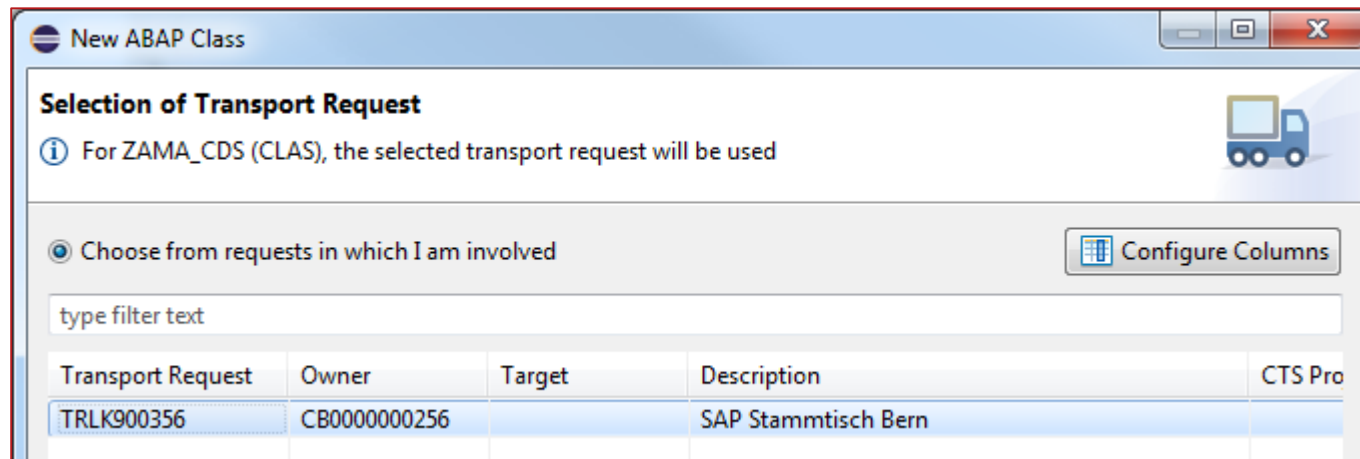 New ABAP Class
Selection of Transport Request
For ZAMA_CDS (CLAS), the selected transport request will be used
Choose from requests in which I am involved
Configure Columns
type filter text
Transport Request Owner Target Description CTS Pro
TRLK900356 CB0000000256 SAP Stammtisch Bern